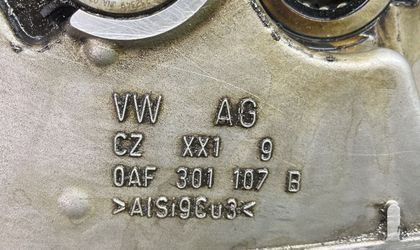 VW AG
CZ XX1 9
0AF 301 107 B
>AlSi9Cu3<